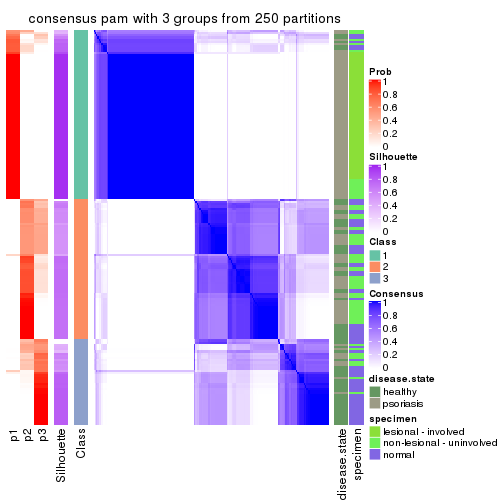 consensus pam with 3 groups from 250 partitions
Prob
1
0.8
0.6
0.4
0.2
0
Silhouette
1
0.8
0.6
0.4
0.2
0
Class
1
2
3
Consensus
1
0.8
0.6
0.4
0.2
0
disease.state
healthy
psoriasis
specimen
lesional - involved
non-lesional - uninvolved
normal
p1
p2
p3
Silhouette
Class
disease.state
specimen